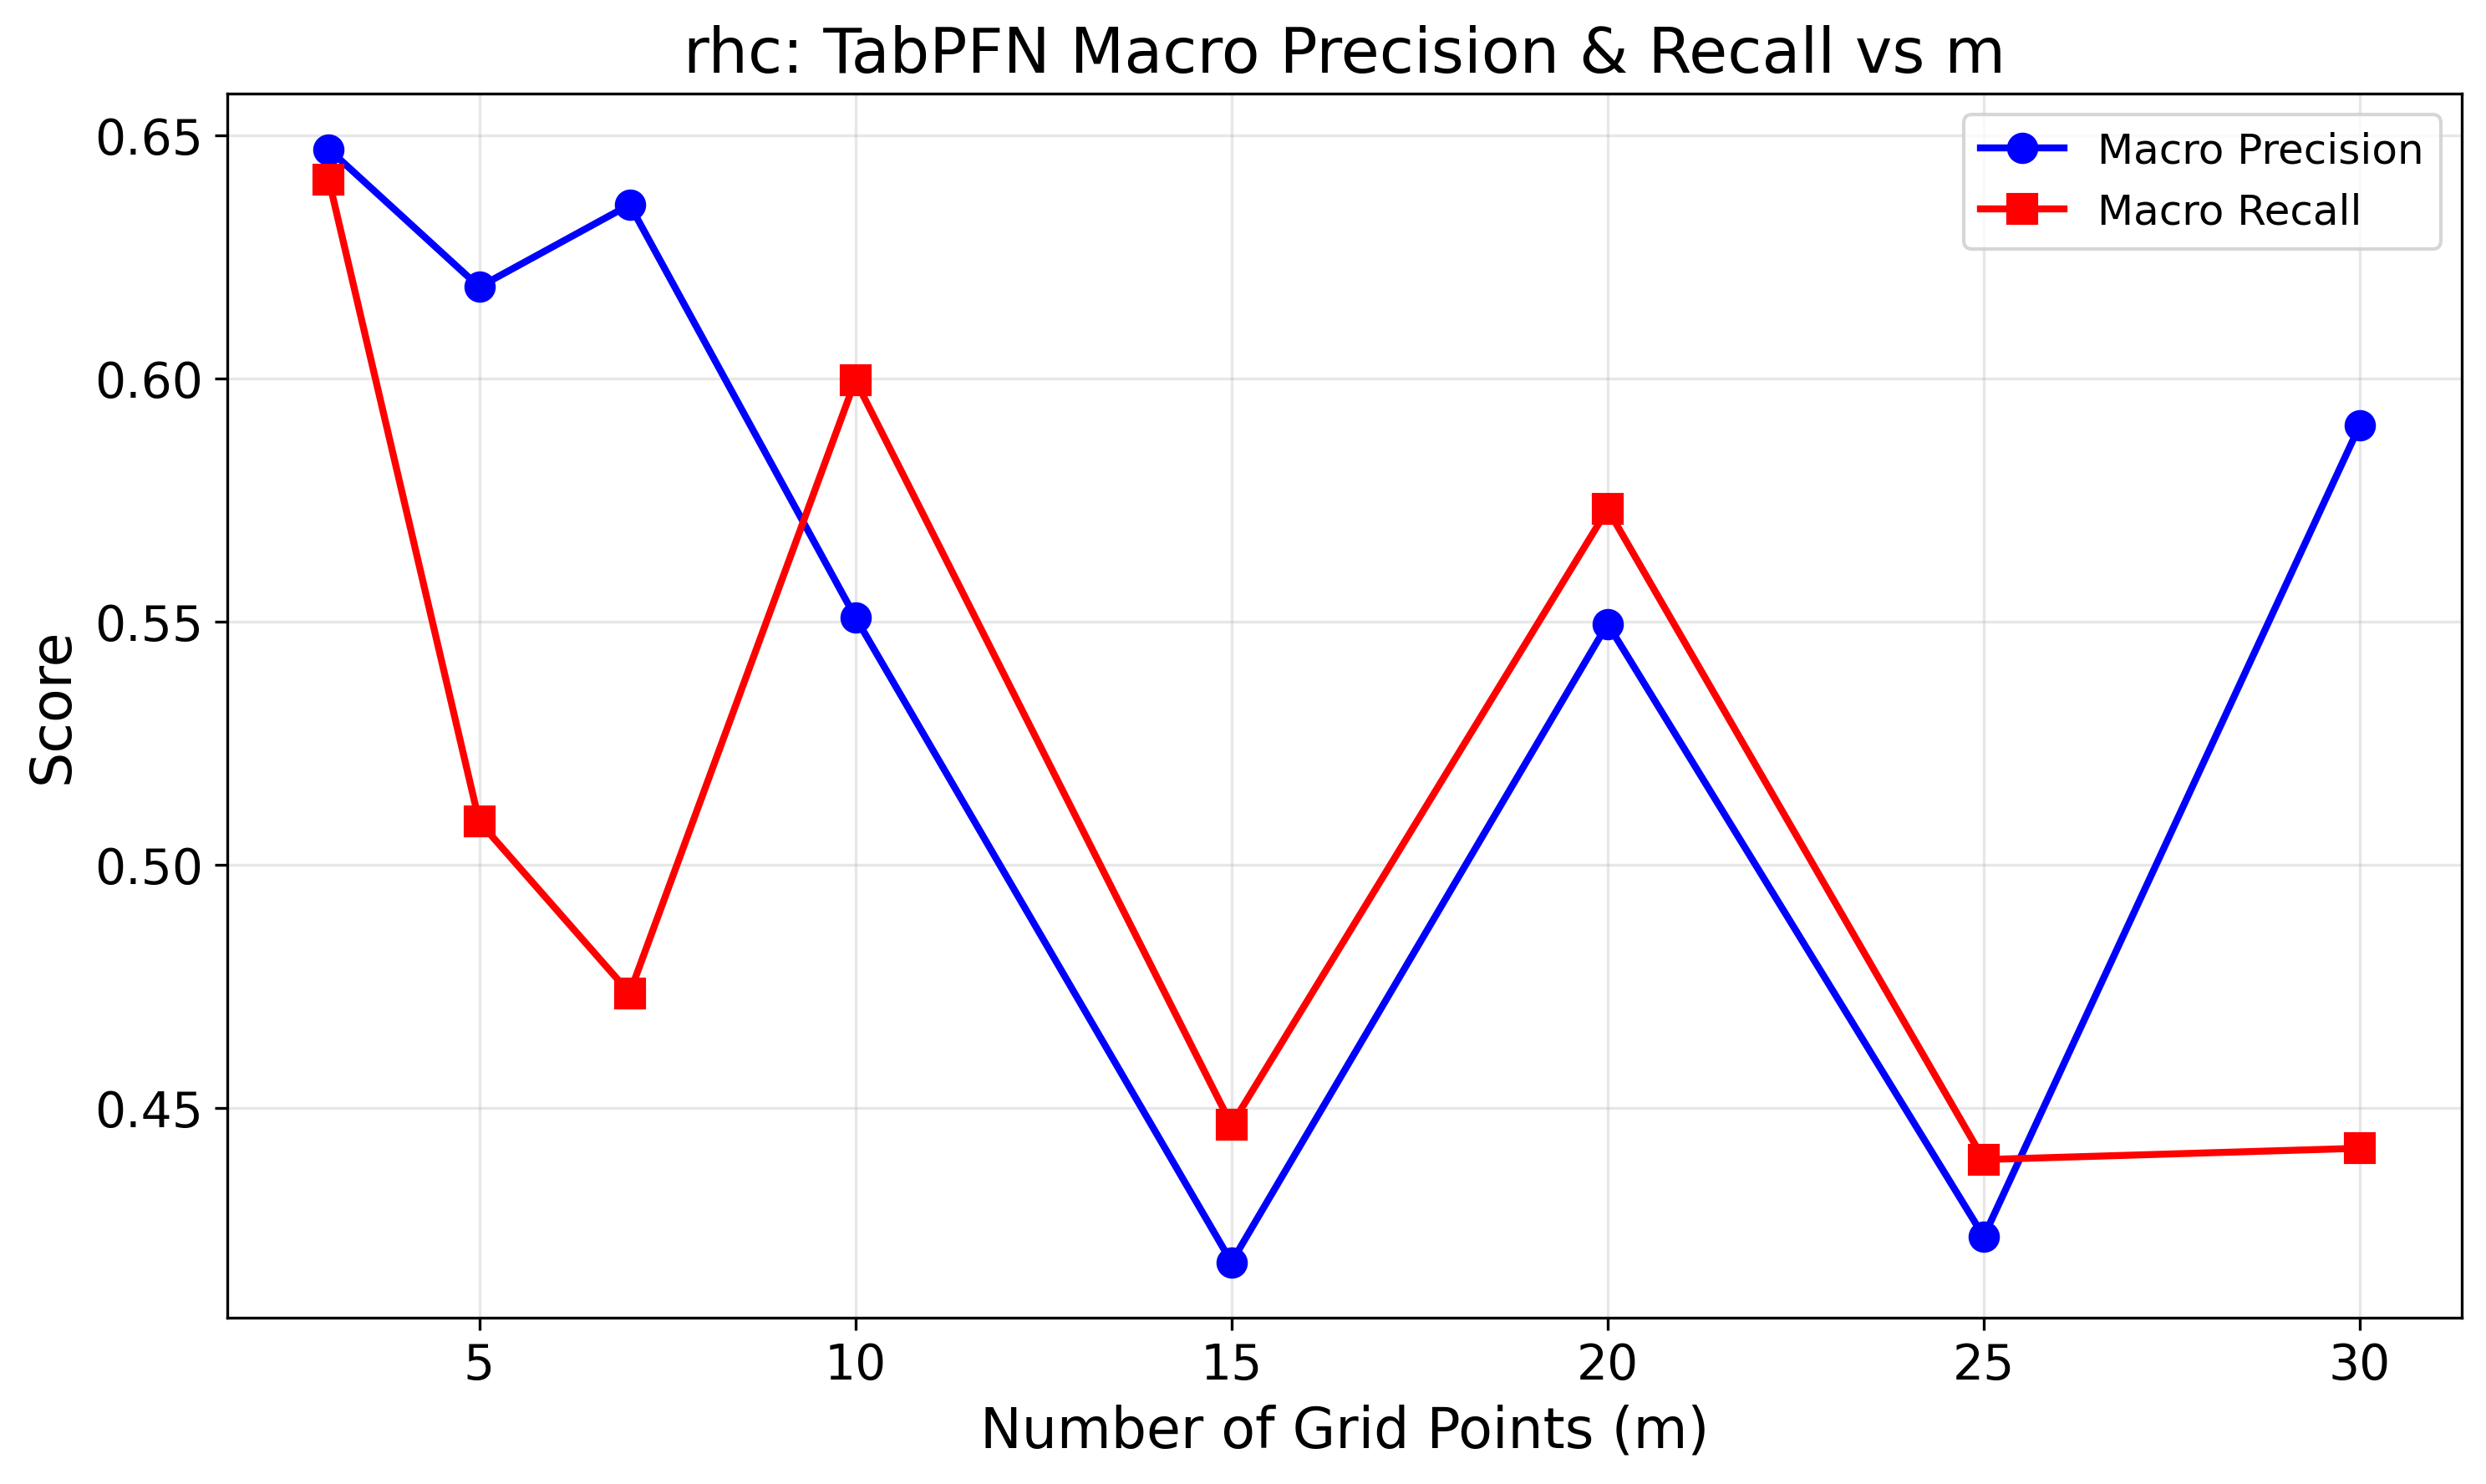 rhc: TabPFN Macro Precision & Recall vs m
Macro Precision
Macro Recall
Score
0.65
0.60
0.55
0.50
0.45
5 10 15 20 25 30
Number of Grid Points (m)